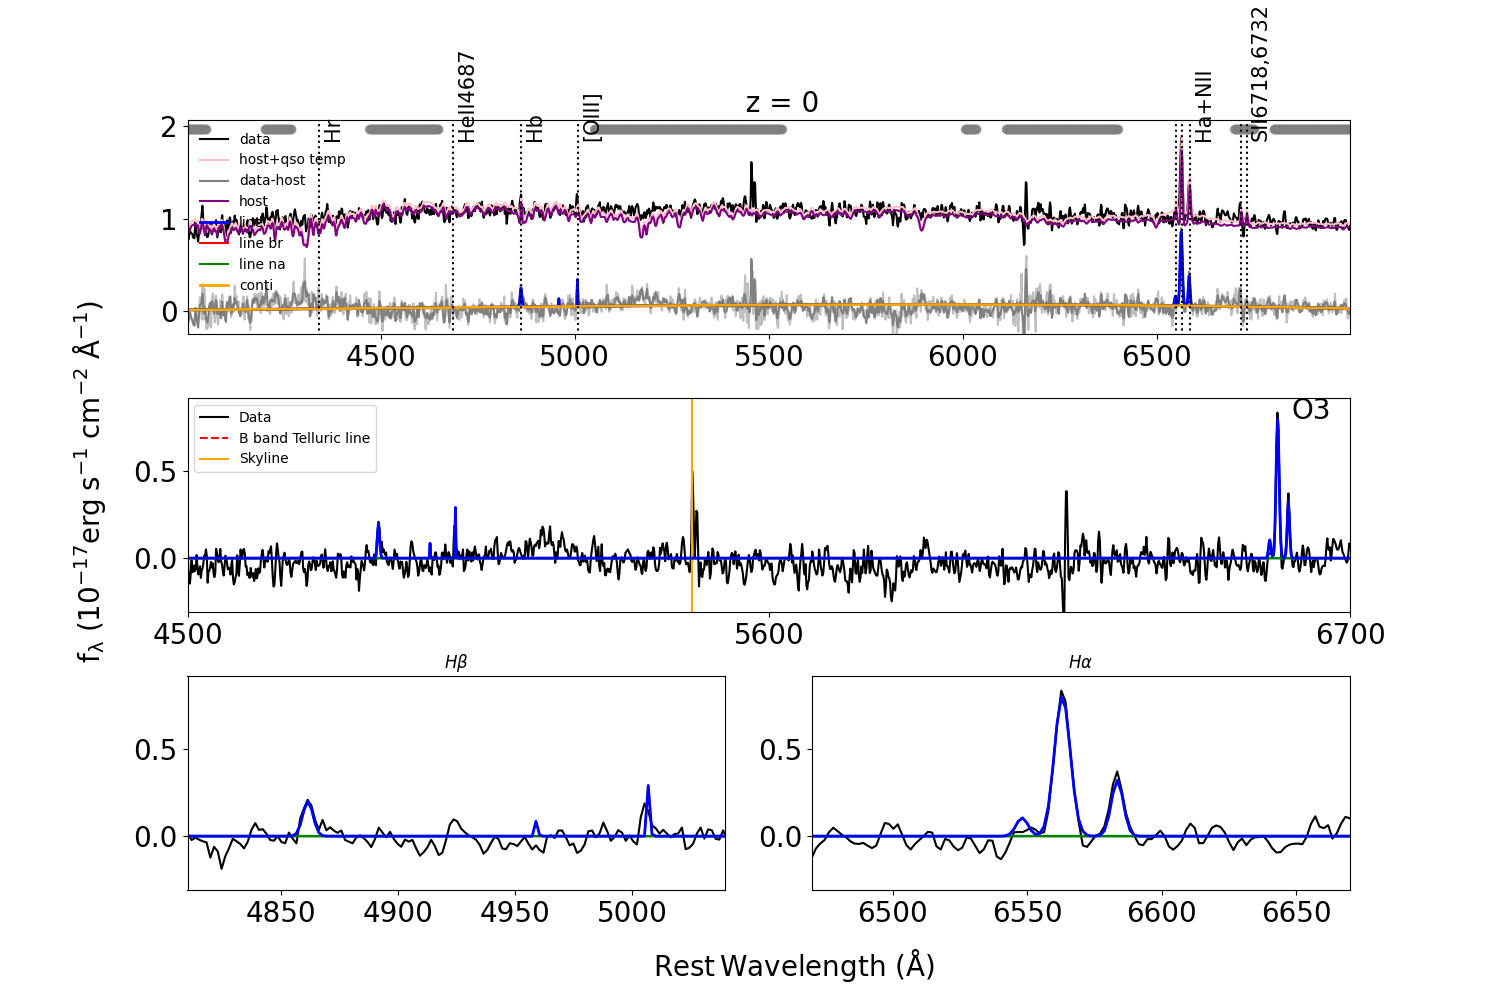 z = 0
Hr
HeII4687
Hb
[OIII]
Ha+NII
SII6718,6732
2
1
0
data
host+qso temp
data-host
host
line
line br
line na
conti
4500 5000 5500 6000 6500
fλ (10⁻¹⁷erg s⁻¹ cm⁻² Å⁻¹)
O3
Data
B band Telluric line
Skyline
0.5
0.0
4500 5600 6700
Hβ
0.5
0.0
4850 4900 4950 5000
Hα
0.5
0.0
6500 6550 6600 6650
Rest Wavelength (Å)